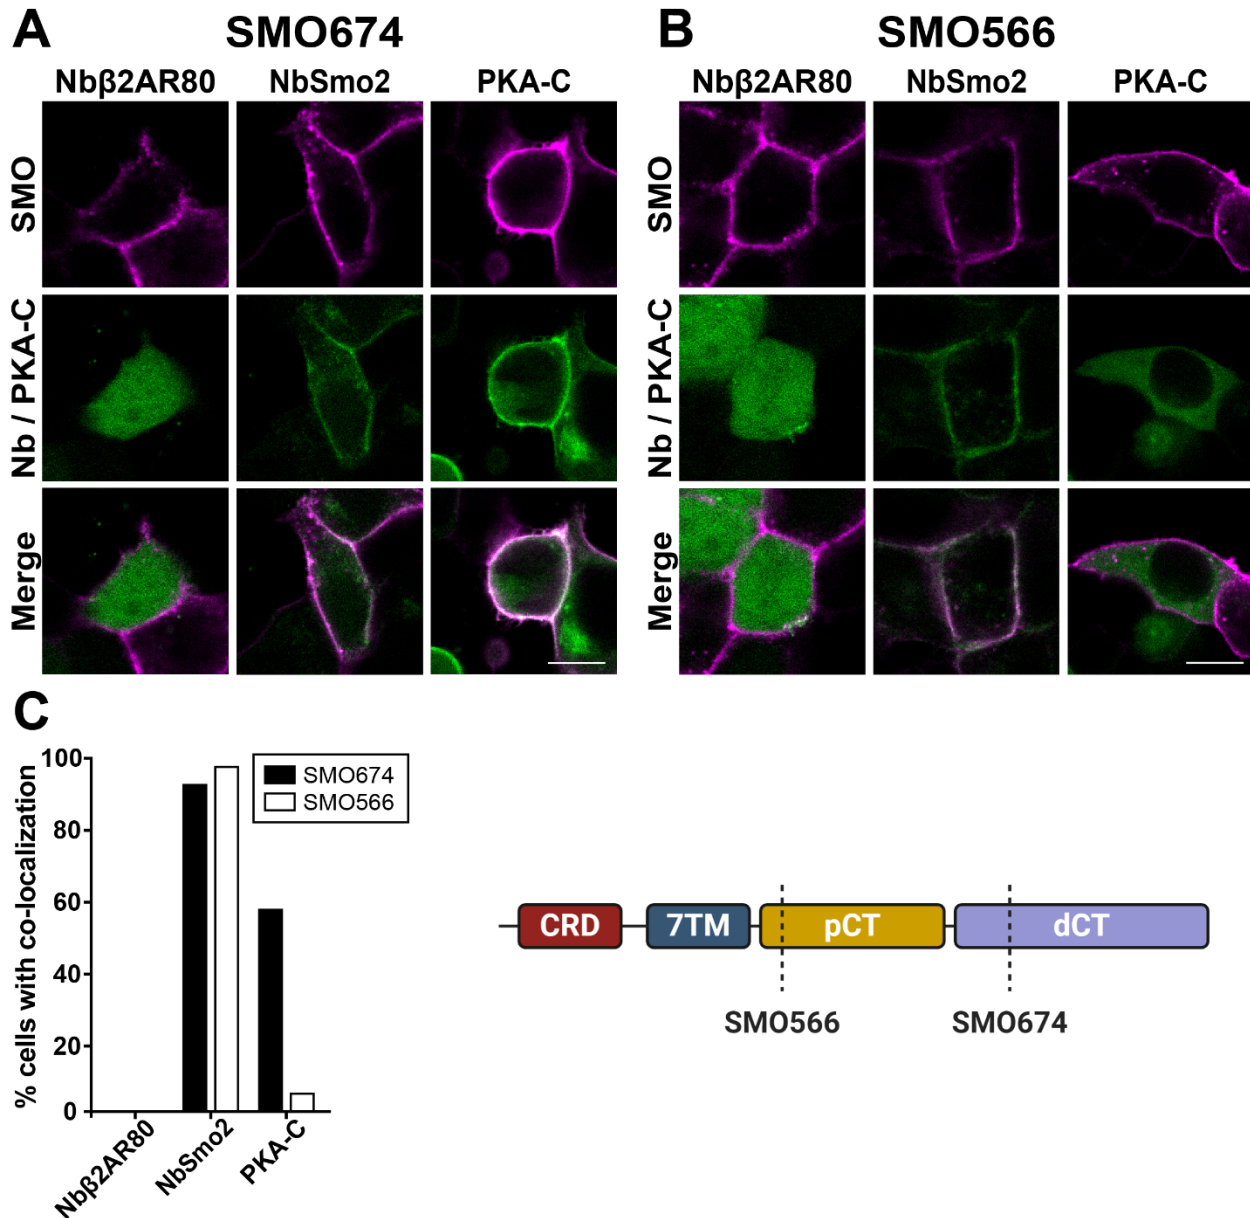 A SMO674
Nbβ2AR80 NbSmo2 PKA-C
SMO
Nb / PKA-C
Merge
B SMO566
Nbβ2AR80 NbSmo2 PKA-C
SMO
Nb / PKA-C
Merge
C
% cells with co-localization
100
80
60
40
20
0
SMO674
SMO566
Nbβ2AR80
NbSmo2
PKA-C
CRD 7TM pCT dCT
SMO566 SMO674